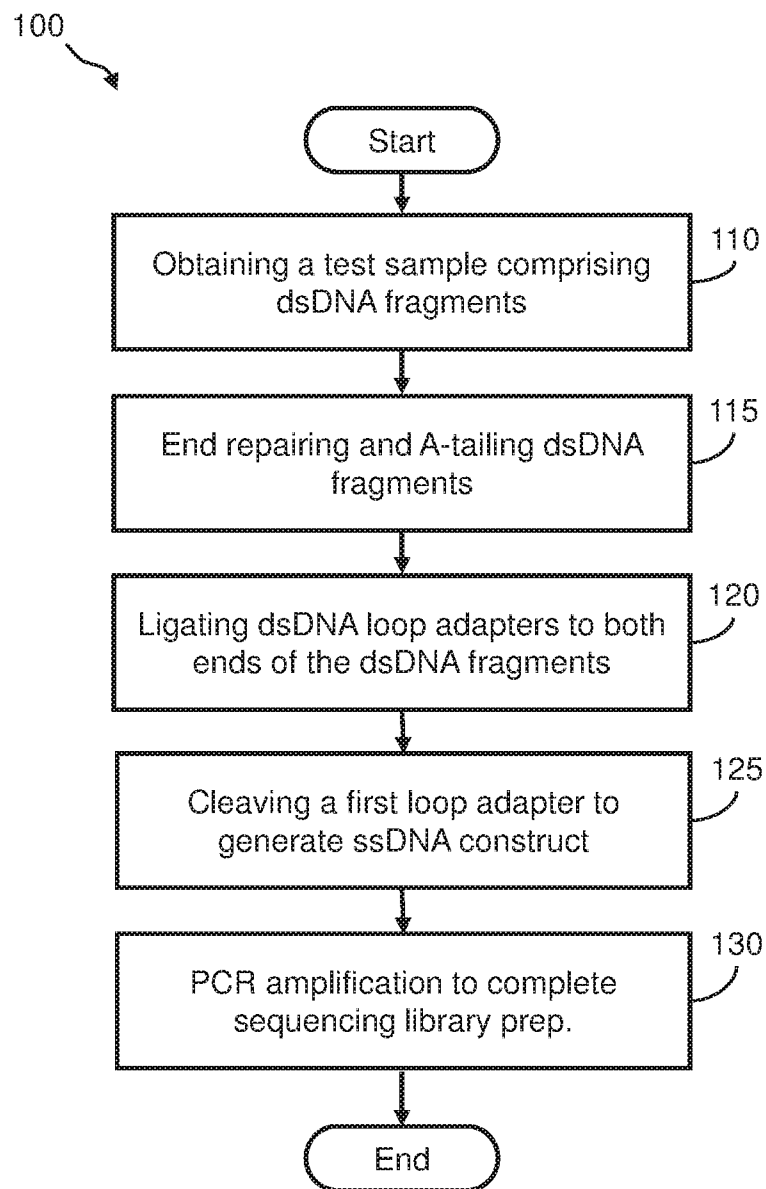 100
Start
110
Obtaining a test sample comprising
dsDNA fragments
115
End repairing and A-tailing dsDNA
fragments
120
Ligating dsDNA loop adapters to both
ends of the dsDNA fragments
125
Cleaving a first loop adapter to
generate ssDNA construct
130
PCR amplification to complete
sequencing library prep.
End